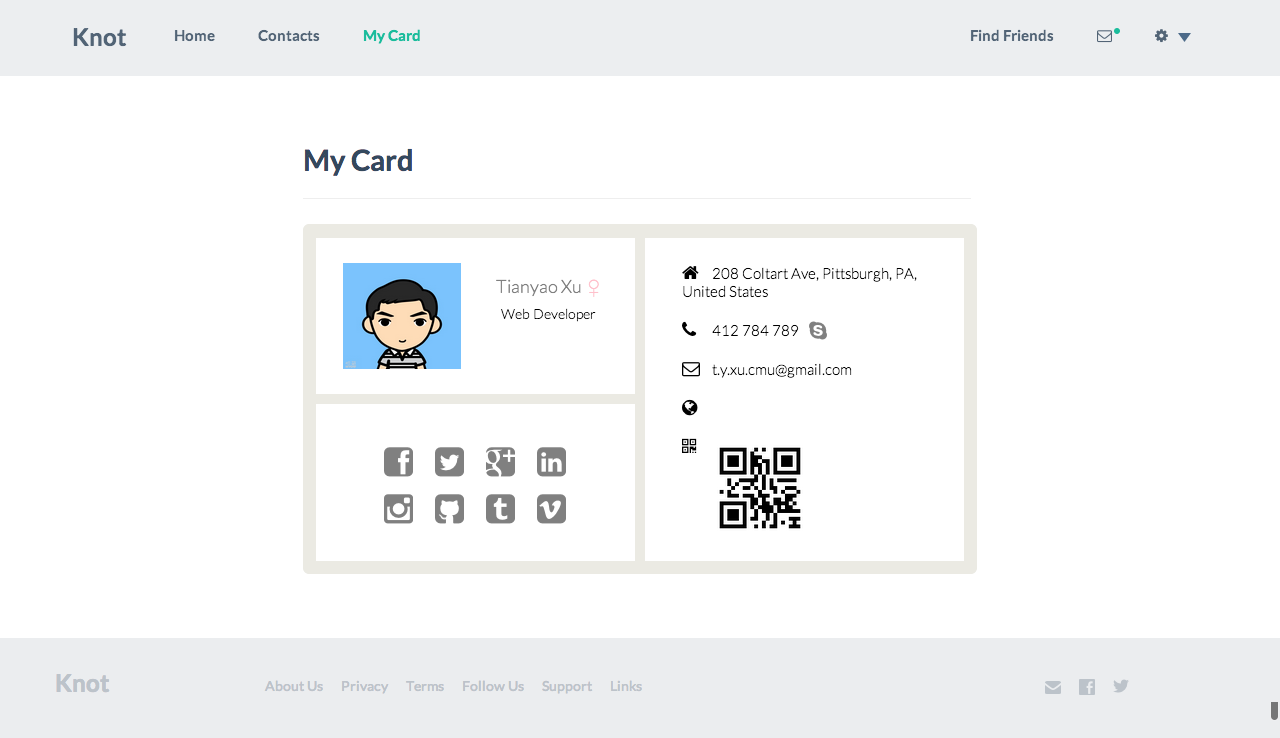 Knot
Home
Contacts
My Card
Find Friends
My Card
Tianyao Xu
Web Developer
208 Coltart Ave, Pittsburgh, PA,
United States
412 784 789
t.y.xu.cmu@gmail.com
Knot
About Us
Privacy
Terms
Follow Us
Support
Links